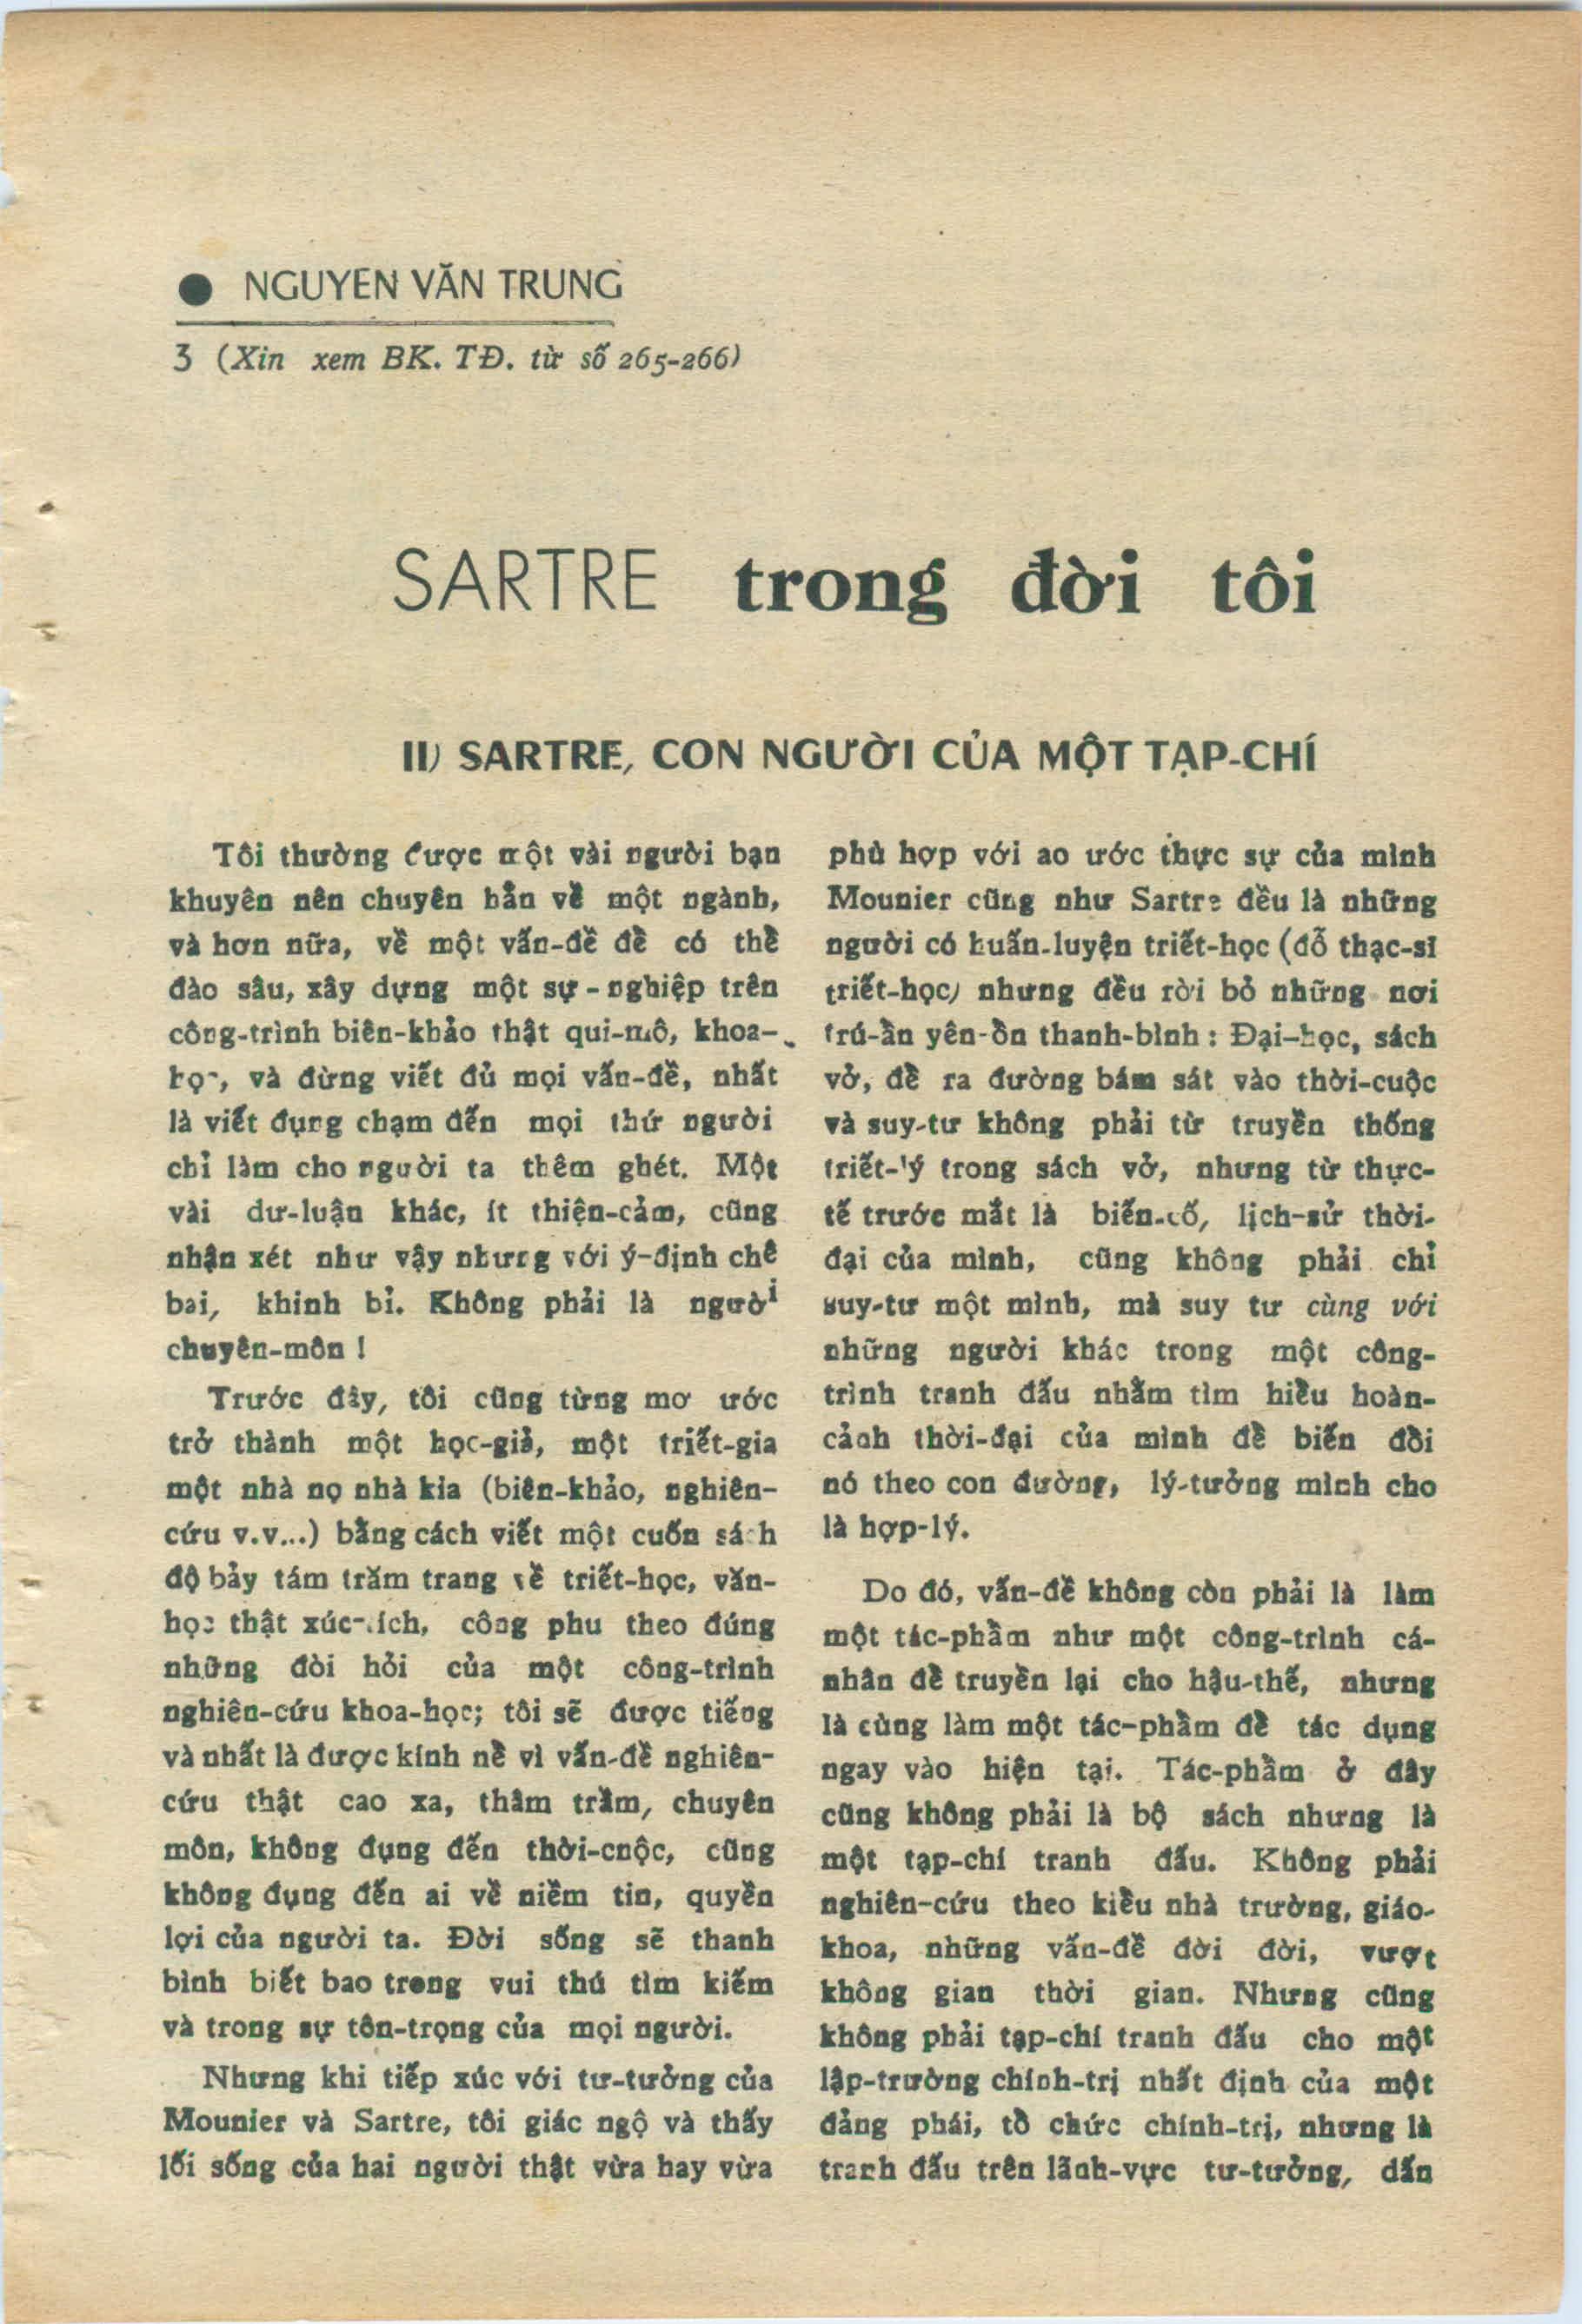 ● NGUYEN VĂN TRUNG
3 (Xin xem BK. TĐ. từ số 265-266)
SARTRE trong đời tôi
II) SARTRE, CON NGƯỜI CỦA MỘT TẠP-CHÍ
Tôi thường được một vài người bạn
khuyên nên chuyên hẳn về một ngành,
và hơn nữa, về một vấn-đề để có thể
đào sâu, xây dựng một sự-nghiệp trên
công-trình biên-khảo thật qui-mô, khoa-
học, và đừng viết đủ mọi vấn-đề, nhất
là viết đụng chạm đến mọi thứ người
chỉ làm cho người ta thêm ghét. Một
vài dư-luận khác, ít thiện-cảm, cũng
nhận xét như vậy nhưng với ý-định chê
bai, khinh bỉ. Không phải là người
chuyên-môn !
Trước đây, tôi cũng từng mơ ước
trở thành một học-giả, một triết-gia
một nhà nọ nhà kia (biên-khảo, nghiên-
cứu v.v...) bằng cách viết một cuốn sách
độ bảy tám trăm trang về triết-học, văn-
học thật xúc-tích, công phu theo đúng
những đòi hỏi của một công-trình
nghiên-cứu khoa-học; tôi sẽ được tiếng
và nhất là được kính nể vì vấn-đề nghiên-
cứu thật cao xa, thâm trầm, chuyên
môn, không đụng đến thời-cnộc, cũng
không đụng đến ai về niềm tin, quyền
lợi của người ta. Đời sống sẽ thanh
bình biết bao trong vui thú tìm kiếm
và trong sự tôn-trọng của mọi người.
Nhưng khi tiếp xúc với tư-tưởng của
Mounier và Sartre, tôi giác ngộ và thấy
lối sống của hai người thật vừa hay vừa
phù hợp với ao ước thực sự của mình
Mounier cũng như Sartre đều là những
người có huấn-luyện triết-học (đỗ thạc-sĩ
triết-học) nhưng đều rời bỏ những nơi
trú-ẩn yên-ổn thanh-bình : Đại-học, sách
vở, để ra đường bám sát vào thời-cuộc
và suy-tư không phải từ truyền thống
triết-lý trong sách vở, nhưng từ thực-
tế trước mắt là biến-cố, lịch-sử thời-
đại của mình, cũng không phải chỉ
suy-tư một mình, mà suy tư cùng với
những người khác trong một công-
trình tranh đấu nhằm tìm hiểu hoàn-
cảnh thời-đại của mình để biến đổi
nó theo con đường, lý-tưởng mình cho
là hợp-lý.
Do đó, vấn-đề không còn phải là làm
một tác-phẩm như một công-trình cá-
nhân để truyền lại cho hậu-thế, nhưng
là cùng làm một tác-phẩm để tác dụng
ngay vào hiện tại. Tác-phẩm ở đây
cũng không phải là bộ sách nhưng là
một tạp-chí tranh đấu. Không phải
nghiên-cứu theo kiểu nhà trường, giáo-
khoa, những vấn-đề đời đời, vượt
không gian thời gian. Nhưng cũng
không phải tạp-chí tranh đấu cho một
lập-trường chính-trị nhất định của một
đảng phái, tổ chức chính-trị, nhưng là
tranh đấu trên lãnh-vực tư-tưởng, dấn